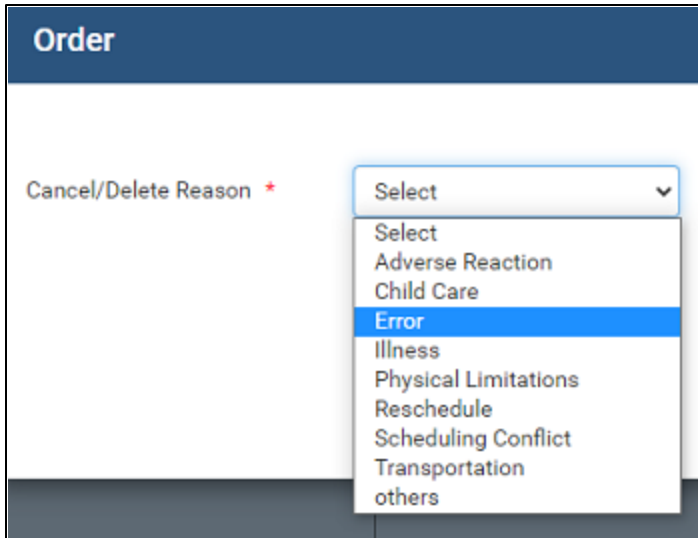 Order
Cancel/Delete Reason *
Select
Select
Adverse Reaction
Child Care
Error
Illness
Physical Limitations
Reschedule
Scheduling Conflict
Transportation
others